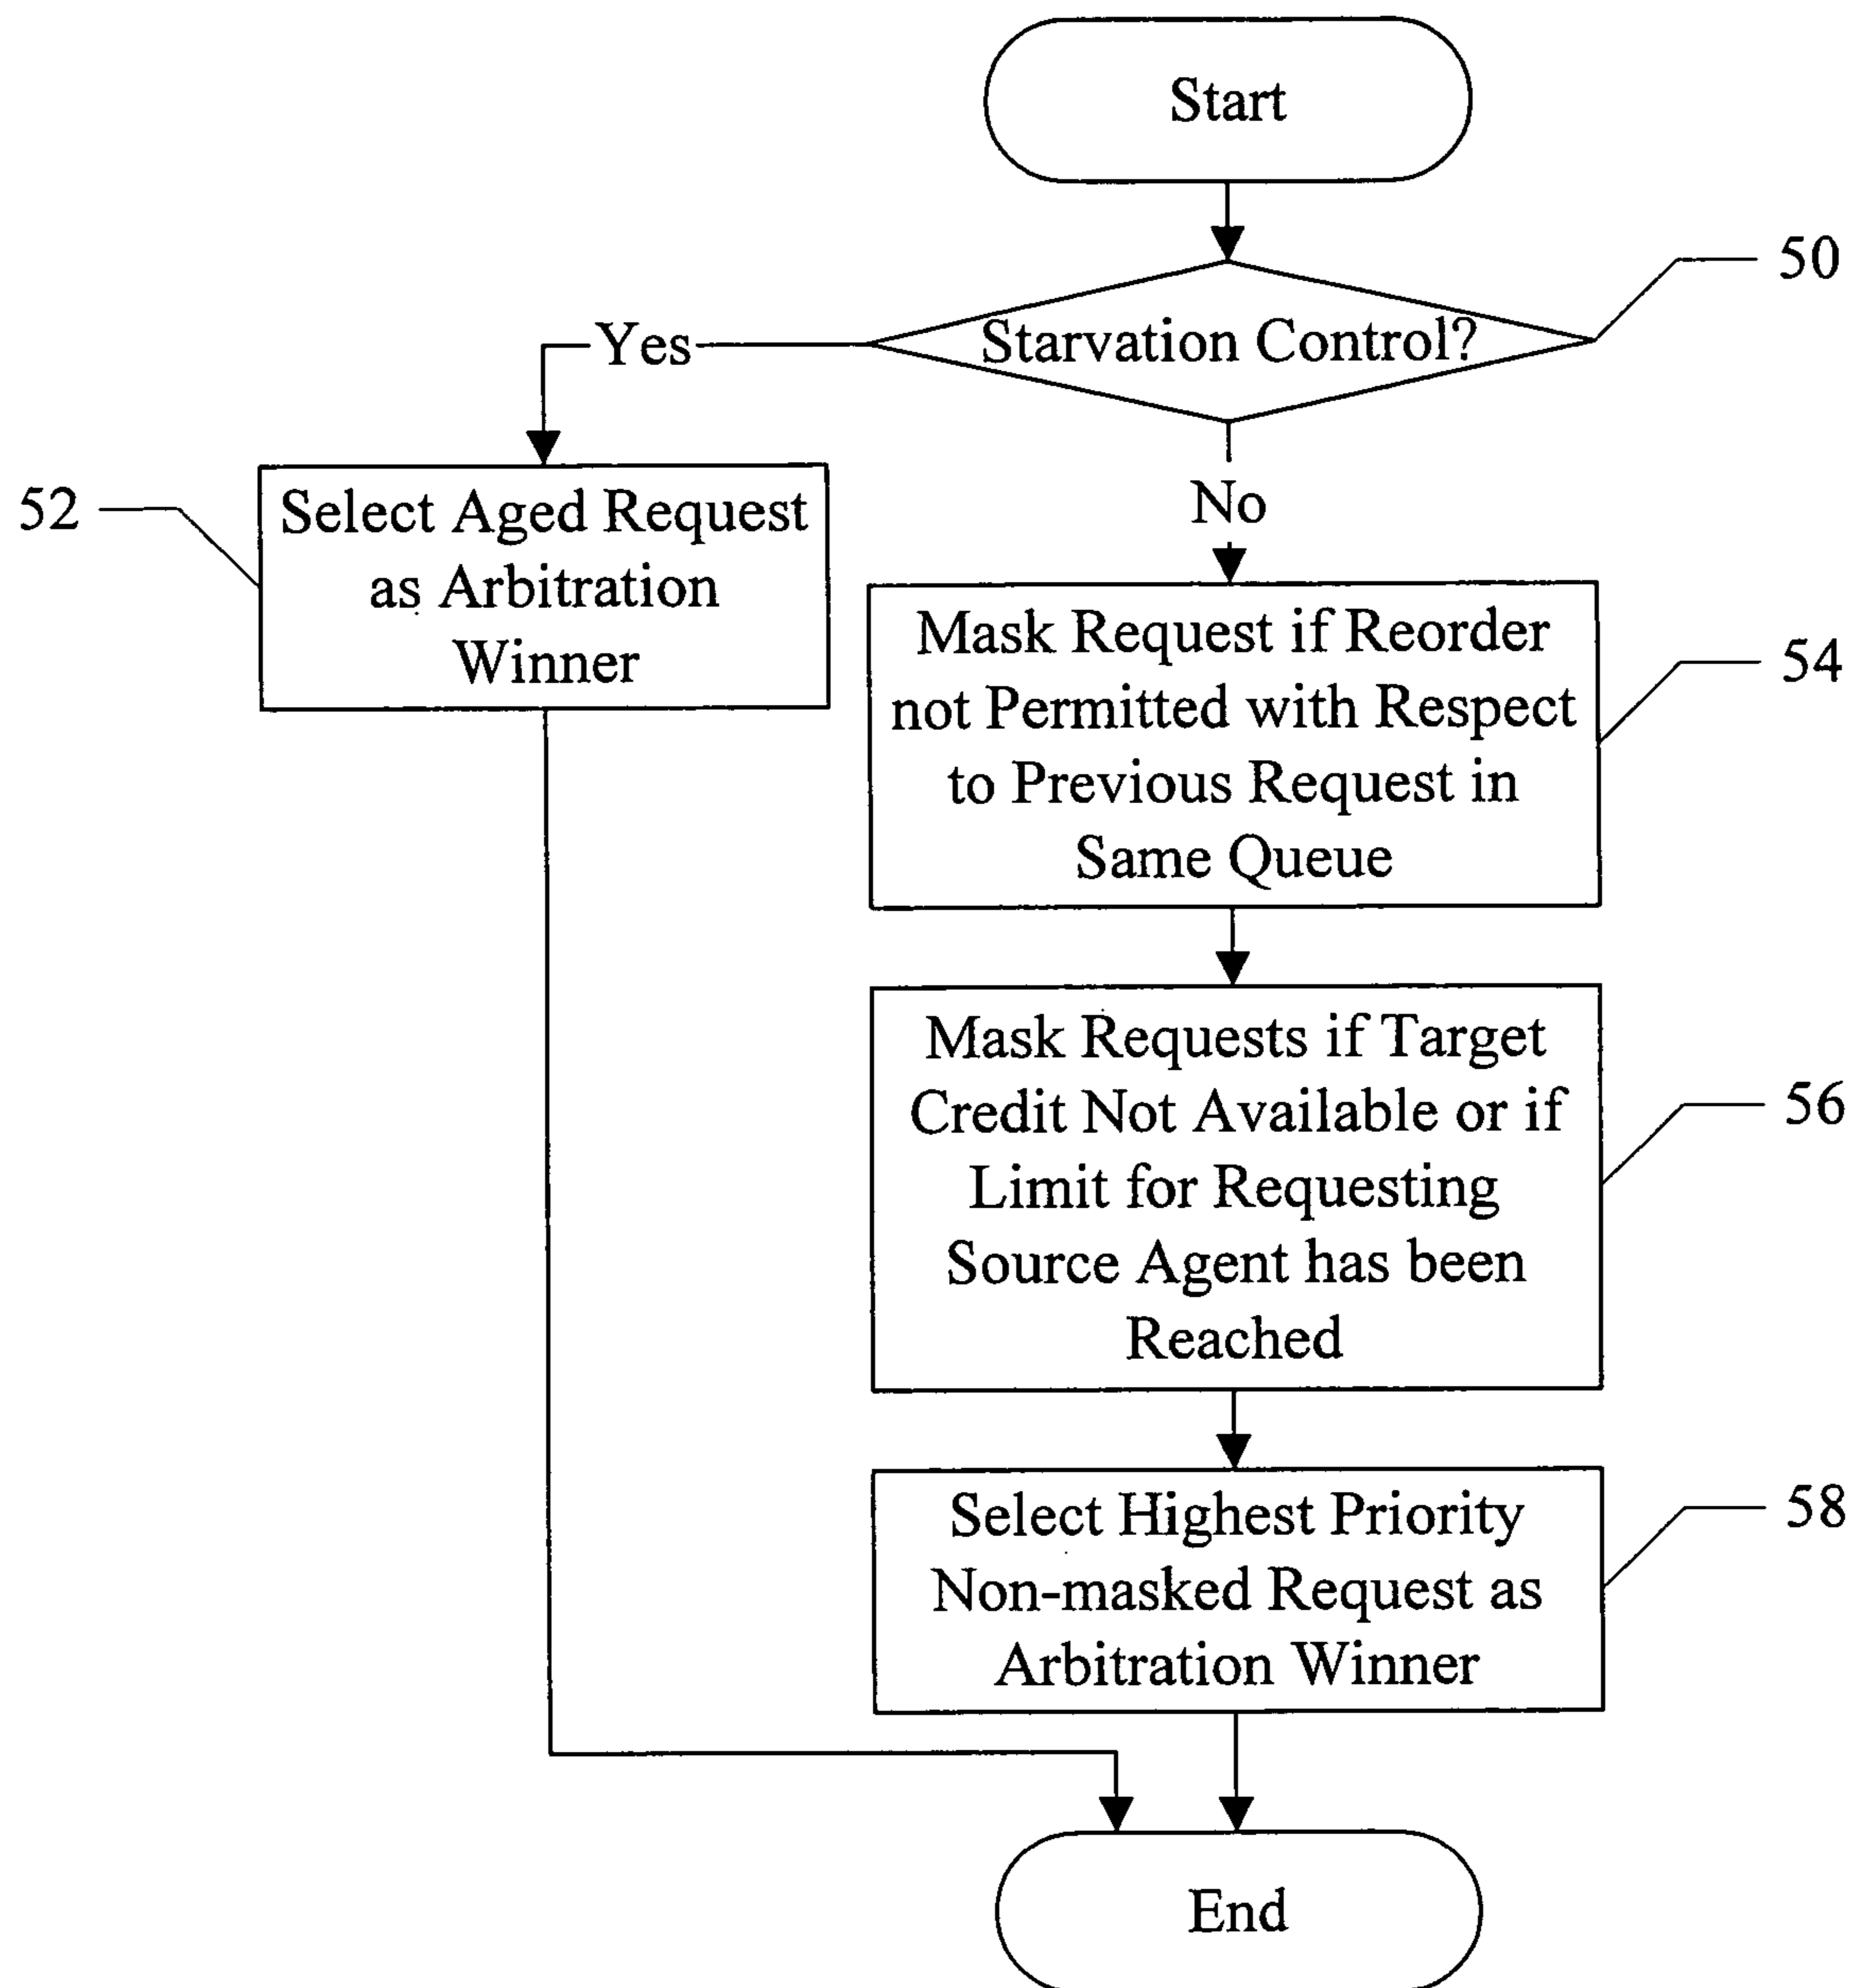 Start
50
Starvation Control?
Yes
No
52
Select Aged Request
as Arbitration
Winner
Mask Request if Reorder
not Permitted with Respect
to Previous Request in
Same Queue
54
Mask Requests if Target
Credit Not Available or if
Limit for Requesting
Source Agent has been
Reached
56
Select Highest Priority
Non-masked Request as
Arbitration Winner
58
End